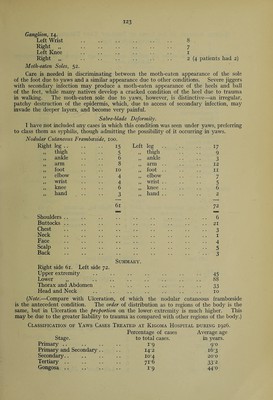 123
Ganglion, 14.
Left Wrist .. .. .. .. .. 8
Right ,, .. .. .. .. .. 7
Left Knee .. .. .. .. .. 1
Right ,, .. .. .. .. .. 2 (4 patients had 2)
Moth-eaten Soles, 52.
Care is needed in discriminating between the moth-eaten appearance of the sole
of the foot due to yaws and a similar appearance due to other conditions. Severe jiggers
with secondary infection may produce a moth-eaten appearance of the heels and ball
of the foot, while many natives develop a cracked condition of the heel due to trauma
in walking. The moth-eaten sole due to yaws, however, is distinctive—an irregular,
patchy destruction of the epidermis, which, due to access of secondary infection, may
invade the deeper layers, and become very painful.
Sabre-blade Deformity.
I have not included any cases in which this condition was seen under yaws, preferring
to class them as syphilis, though admitting the possibility of it occurring in yaws.
Nodular Cutaneous Framboeside, 100.
Right leg .. .. .. 15 Left leg .. .. .. 17
,, thigh .. .. 5 ,, thigh .. .. 9
,, ankle .. .. 6 ,, ankle .. .. 3
,, arm .. .. 8 ,, arm .. .. 12
,, foot .. .. 10 ,, foot .. .. 11
,, elbow .. .. 4 ,, elbow .. .. 7
,, wrist .. .. 4 ,, wrist .. .. 5
,, knee .. .. 6 ,, knee .. .. 6
,, hand .. .. 3 ,, hand .. .. 2
61 72
Shoulders .. .. .. .. .. 6
Buttocks .. .. .. .. .. 21
Chest .. .. .. .. .. 3
Neck .. .. .. .. .. 1
Face .. .. .. .. .. 4
Scalp .. .. .. .. .. 5
Back .. .. .. .. .. 3
SUMMARY.
Right side 61. Left side 72.
Upper extremity .. .. .. .. 45
Lower ,, .. .. .. .. 88
Thorax and Abdomen .. .. .. .. 33
Head and Neck .. .. .. .. 10
(Note.—Compare with Ulceration, of which the nodular cutaneous framboeside
is the antecedent condition. The order of distribution as to regions of the body is the
same, but in Ulceration the proportion on the lower extremity is much higher. This
may be due to the greater liability to trauma as compared with other regions of the body.)
CLASSIFICATION OF YAWS CASES TREATED AT KIGOMA HOSPITAL DURING 1926.
Percentage of cases Average age
Stage. to total cases. in years.
Primary .. .. .. .. 1·9 9·0
Primary and Secondary .. .. .. 14·2 16·3
Secondary .. .. .. .. 10·4 20·0
Tertiary .. .. .. .. 71·6 33·2
Gongosa .. .. .. .. 1·9 44·0